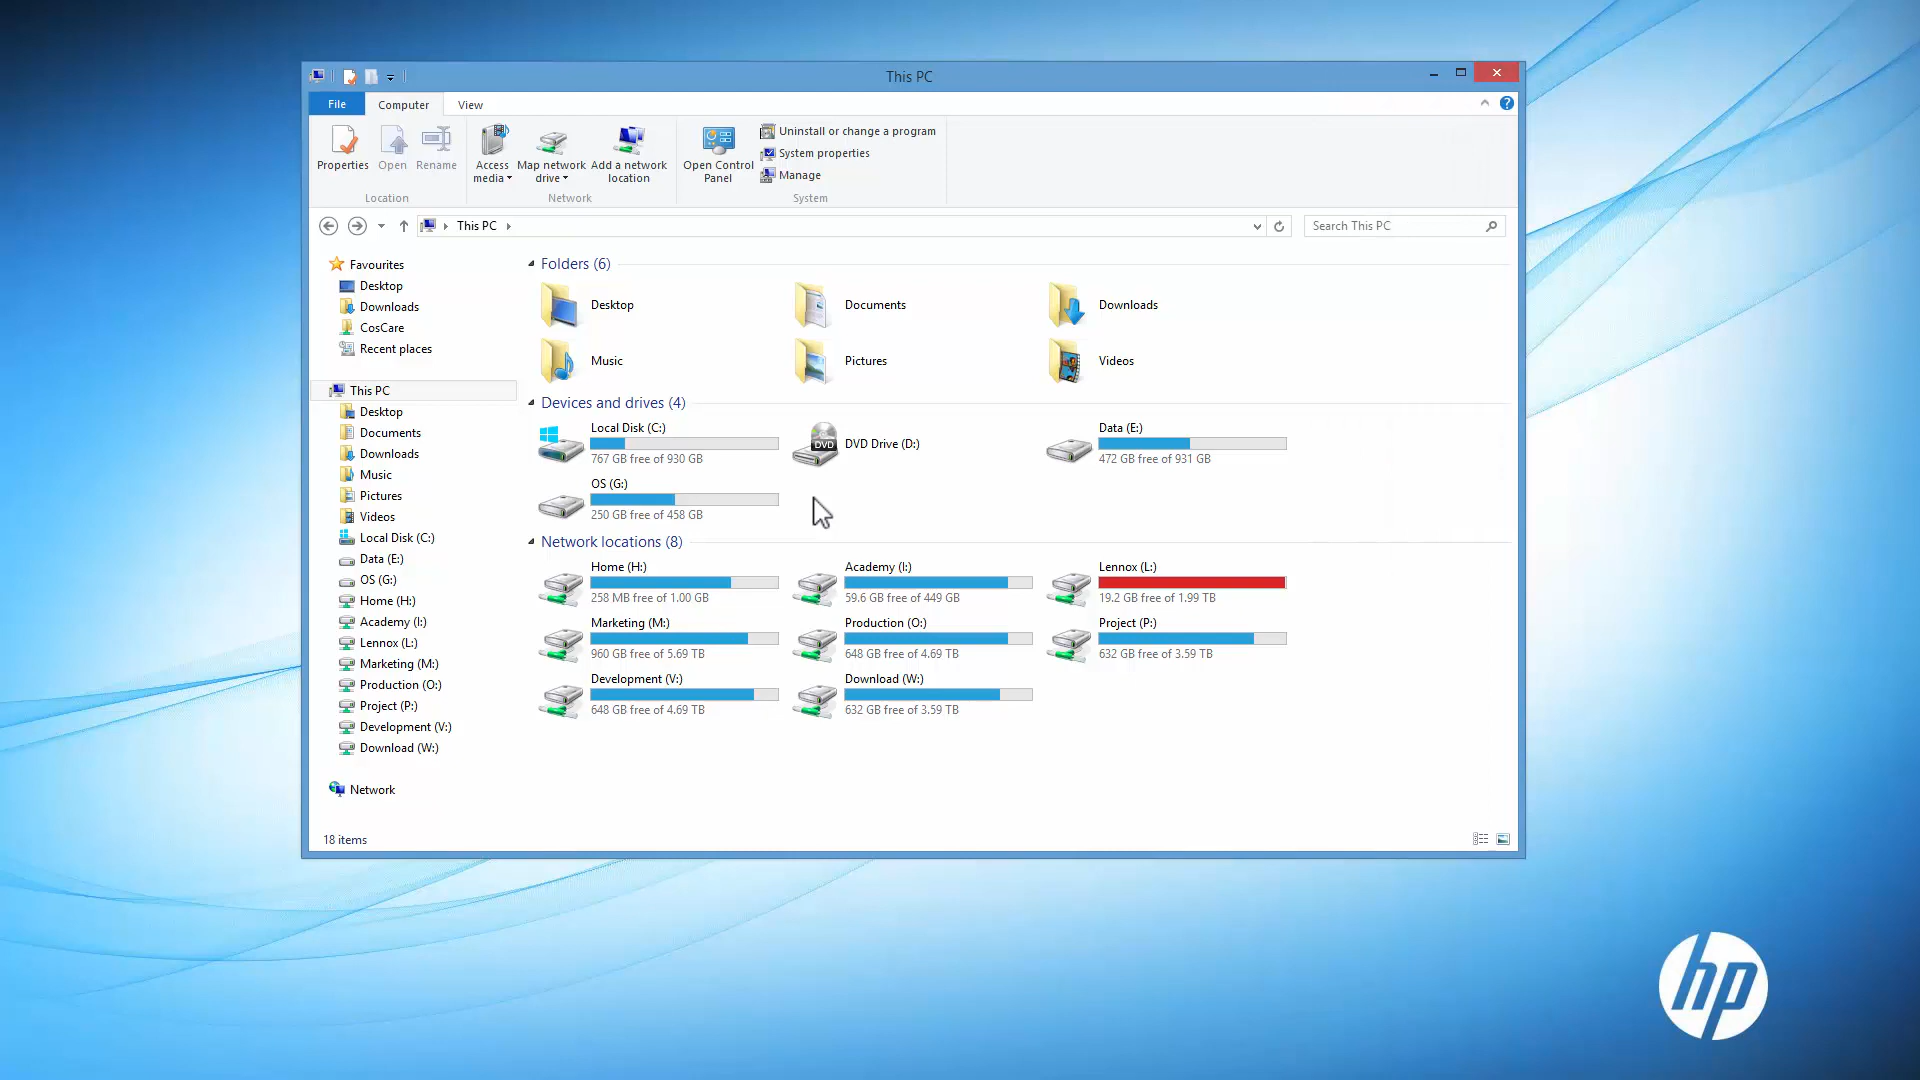 This PC
File
Computer
View
Properties
Open
Rename
Access media
Map network drive
Add a network location
Open Control Panel
Uninstall or change a program
System properties
Manage
Location
Network
System
This PC
Search This PC
Favourites
Desktop
Downloads
CosCare
Recent places
This PC
Desktop
Documents
Downloads
Music
Pictures
Videos
Local Disk (C:)
Data (E:)
OS (G:)
Home (H:)
Academy (I:)
Lennox (L:)
Marketing (M:)
Production (O:)
Project (P:)
Development (V:)
Download (W:)
Network
Folders (6)
Desktop
Documents
Downloads
Music
Pictures
Videos
Devices and drives (4)
Local Disk (C:)
767 GB free of 930 GB
DVD
DVD Drive (D:)
Data (E:)
472 GB free of 931 GB
OS (G:)
250 GB free of 458 GB
Network locations (8)
Home (H:)
258 MB free of 1.00 GB
Academy (I:)
59.6 GB free of 449 GB
Lennox (L:)
19.2 GB free of 1.99 TB
Marketing (M:)
960 GB free of 5.69 TB
Production (O:)
648 GB free of 4.69 TB
Project (P:)
632 GB free of 3.59 TB
Development (V:)
648 GB free of 4.69 TB
Download (W:)
632 GB free of 3.59 TB
18 items
hp